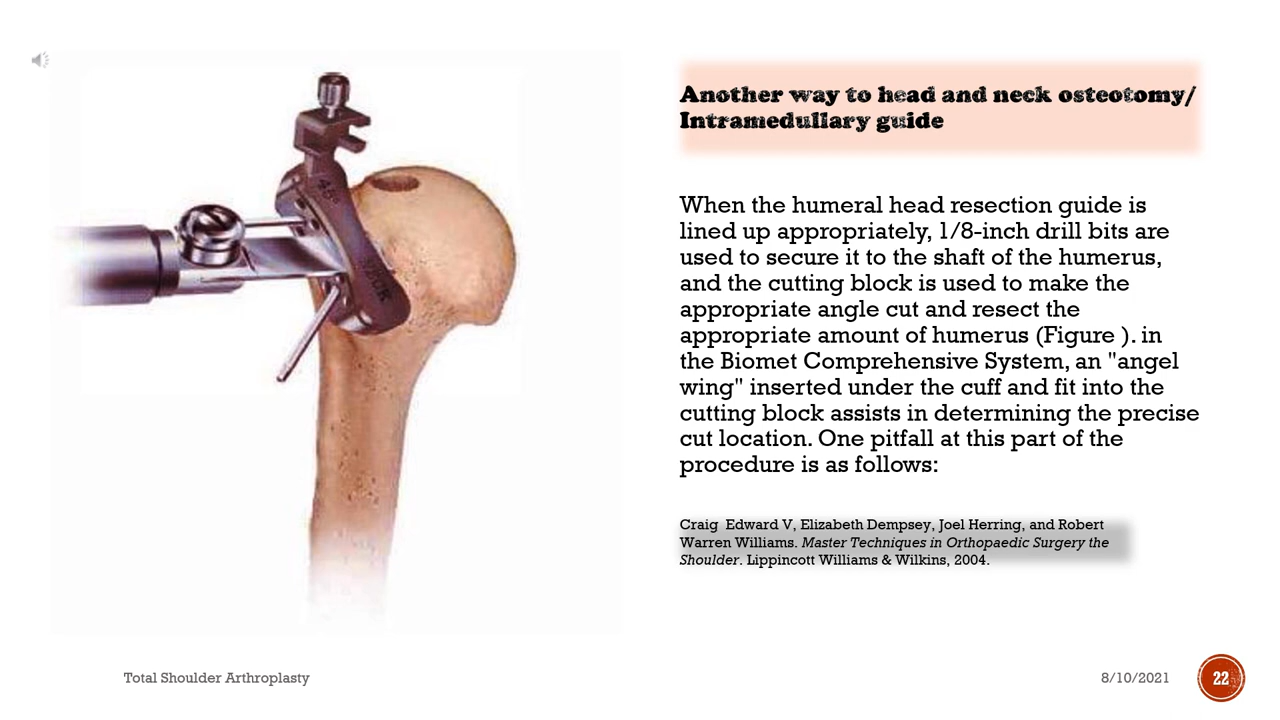 Another way to head and neck osteotomy/
Intramedullary guide
When the humeral head resection guide is
lined up appropriately, 1/8-inch drill bits are
used to secure it to the shaft of the humerus,
and the cutting block is used to make the
appropriate angle cut and resect the
appropriate amount of humerus (Figure ). in
the Biomet Comprehensive System, an "angel
wing" inserted under the cuff and fit into the
cutting block assists in determining the precise
cut location. One pitfall at this part of the
procedure is as follows:
Craig  Edward V, Elizabeth Dempsey, Joel Herring, and Robert
Warren Williams. Master Techniques in Orthopaedic Surgery the
Shoulder. Lippincott Williams & Wilkins, 2004.
45°
Total Shoulder Arthroplasty
8/10/2021
22